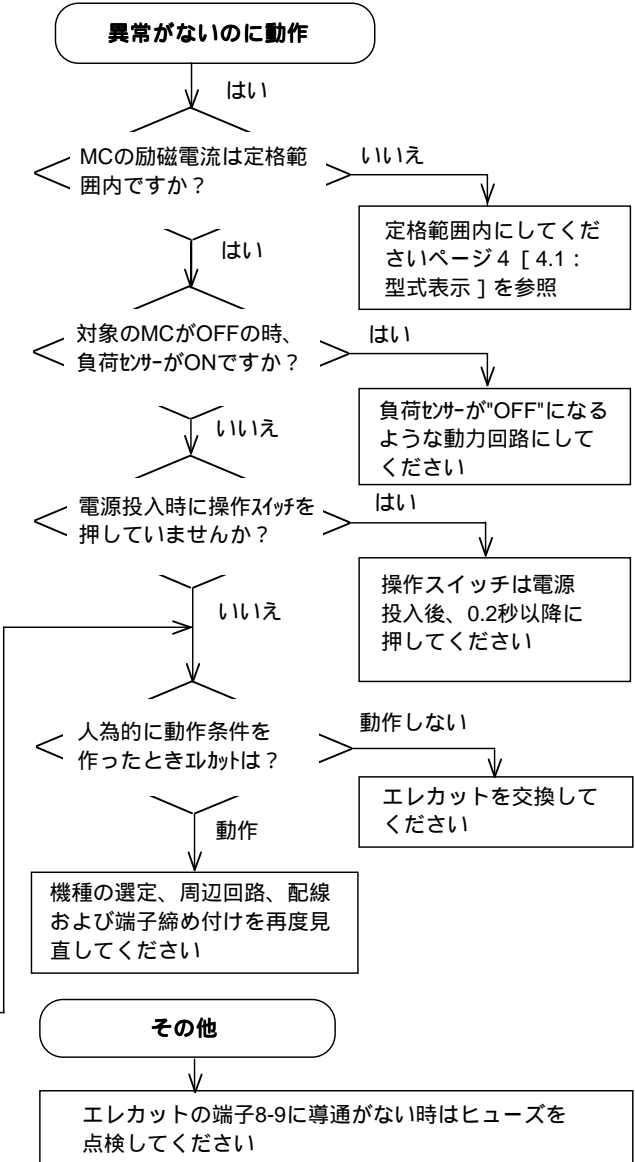 異常がないのに動作
はい
MCの励磁電流は定格範
囲内ですか？
いいえ
定格範囲内にしてくだ
さいページ４［4.1：
型式表示］を参照
はい
対象のMCがOFFの時、
負荷ｾﾝｻｰがONですか？
はい
負荷ｾﾝｻｰが"OFF"になる
ような動力回路にして
ください
いいえ
電源投入時に操作ｽｲｯﾁを
押していませんか？
はい
操作スイッチは電源
投入後、0.2秒以降に
押してください
いいえ
人為的に動作条件を
作ったときｴﾚｶｯﾄは？
動作しない
エレカットを交換して
ください
動作
機種の選定、周辺回路、配線
および端子締め付けを再度見
直してください
その他
エレカットの端子8-9に導通がない時はヒューズを
点検してください